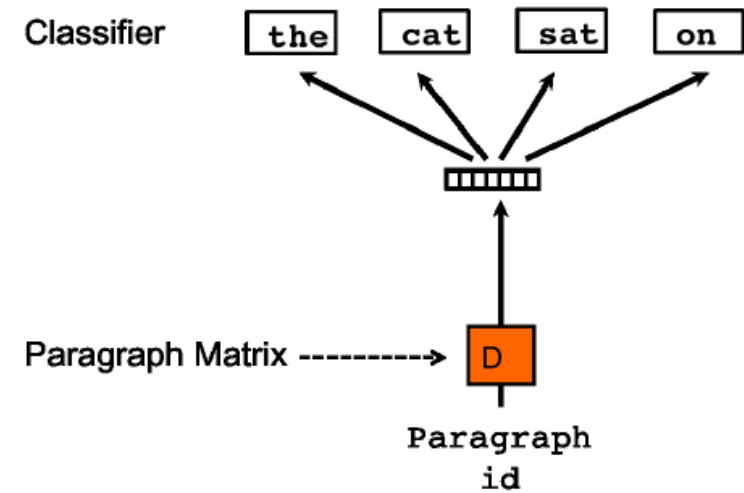 Classifier the cat sat on
Paragraph Matrix D
Paragraph
id